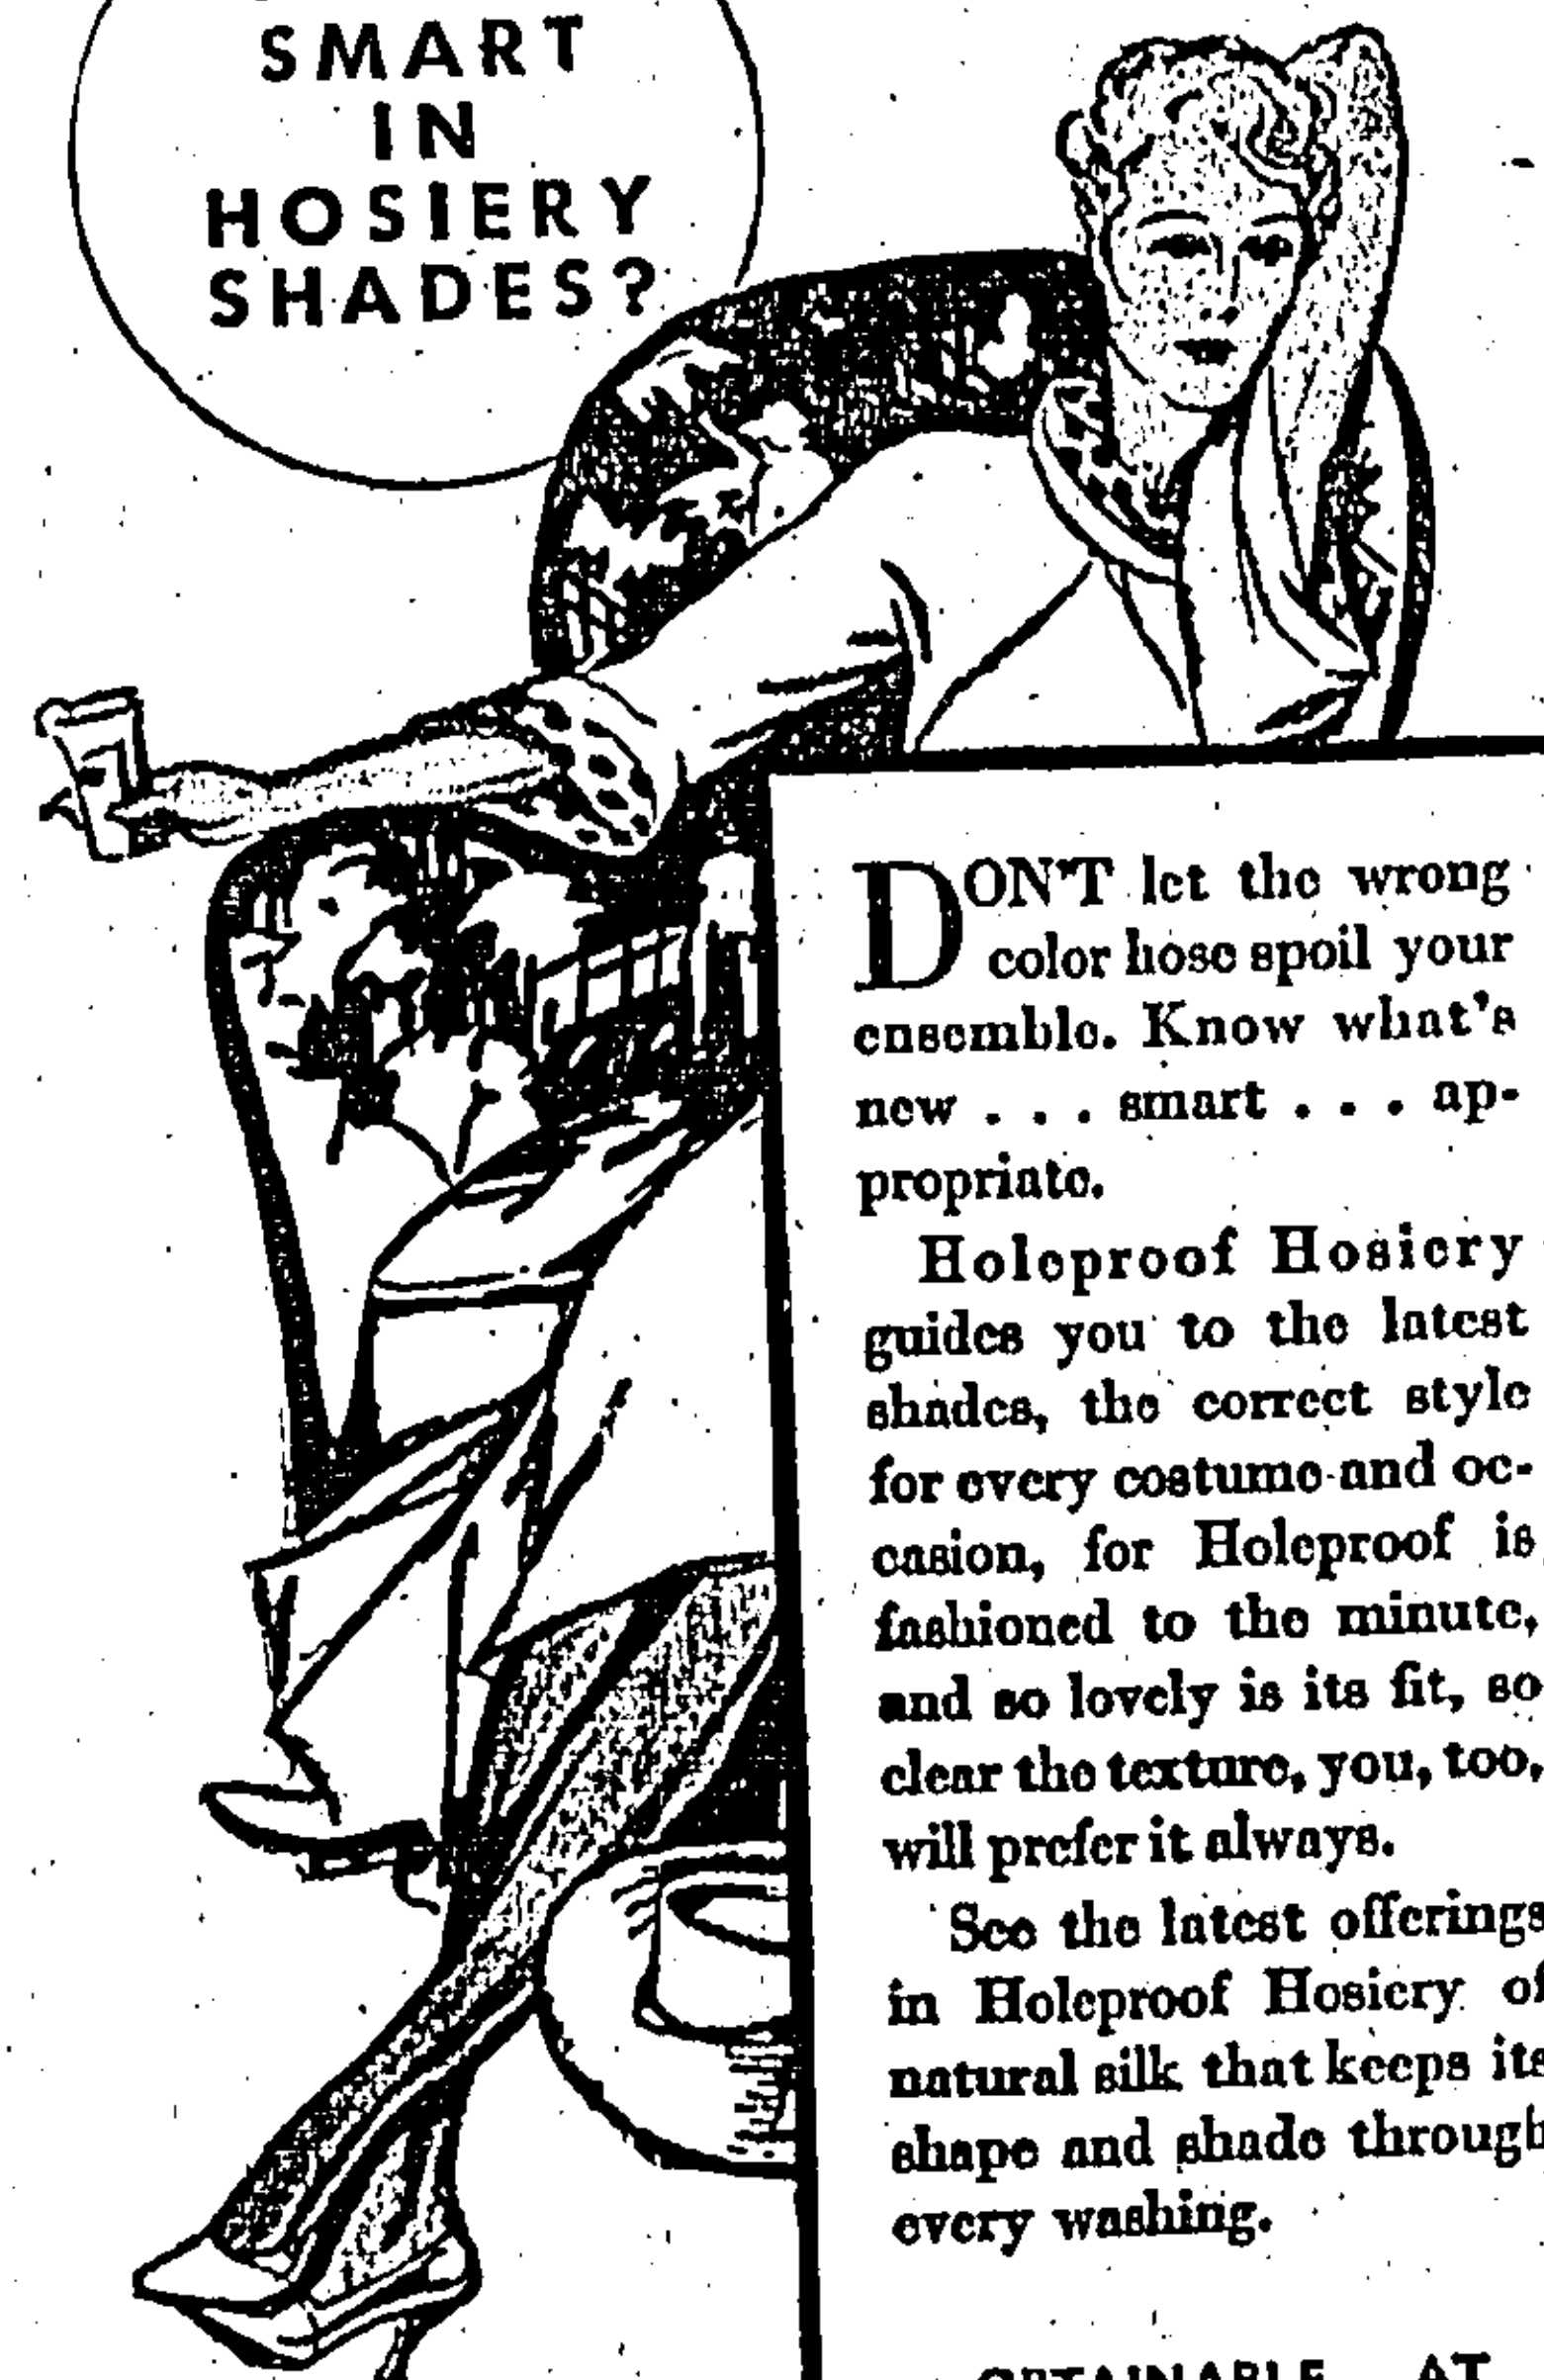 SMART
IN
HOSIERY
SHADES?
DON'T let the wrong
color hose spoil your
ensemble. Know what's
new . . . smart . . . ap-
propriate.
Holeproof Hosiery
guides you to the latest
shades, the correct style
for every costume and oc-
casion, for Holeproof is
fashioned to the minute,
and so lovely is its fit, so
clear the texture, you, too,
will prefer it always.
See the latest offerings
in Holeproof Hosiery of
natural silk that keeps its
shape and shade through
every washing.
OBTAINABLE AT